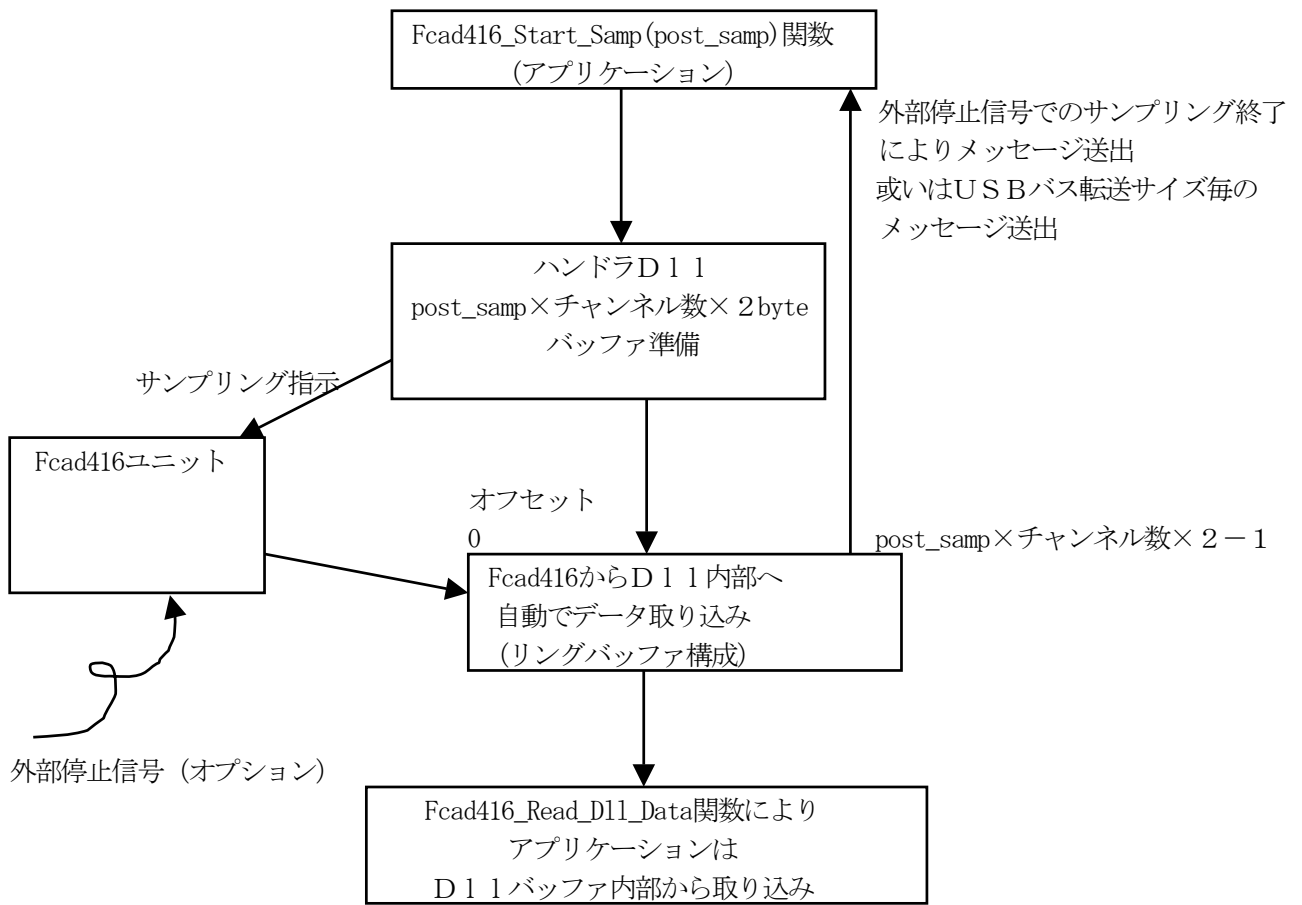 Fcad416_Start_Samp(post_samp)関数
(アプリケーション)
外部停止信号でのサンプリング終了
によりメッセージ送出
或いはＵＳＢバス転送サイズ毎の
メッセージ送出
ハンドラＤｌｌ
post_samp×チャンネル数×２byte
バッファ準備
サンプリング指示
Fcad416ユニット
オフセット
0
post_samp×チャンネル数×２－１
Fcad416からＤｌｌ内部へ
自動でデータ取り込み
(リングバッファ構成)
外部停止信号（オプション）
Fcad416_Read_Dll_Data関数により
アプリケーションは
Ｄｌｌバッファ内部から取り込み